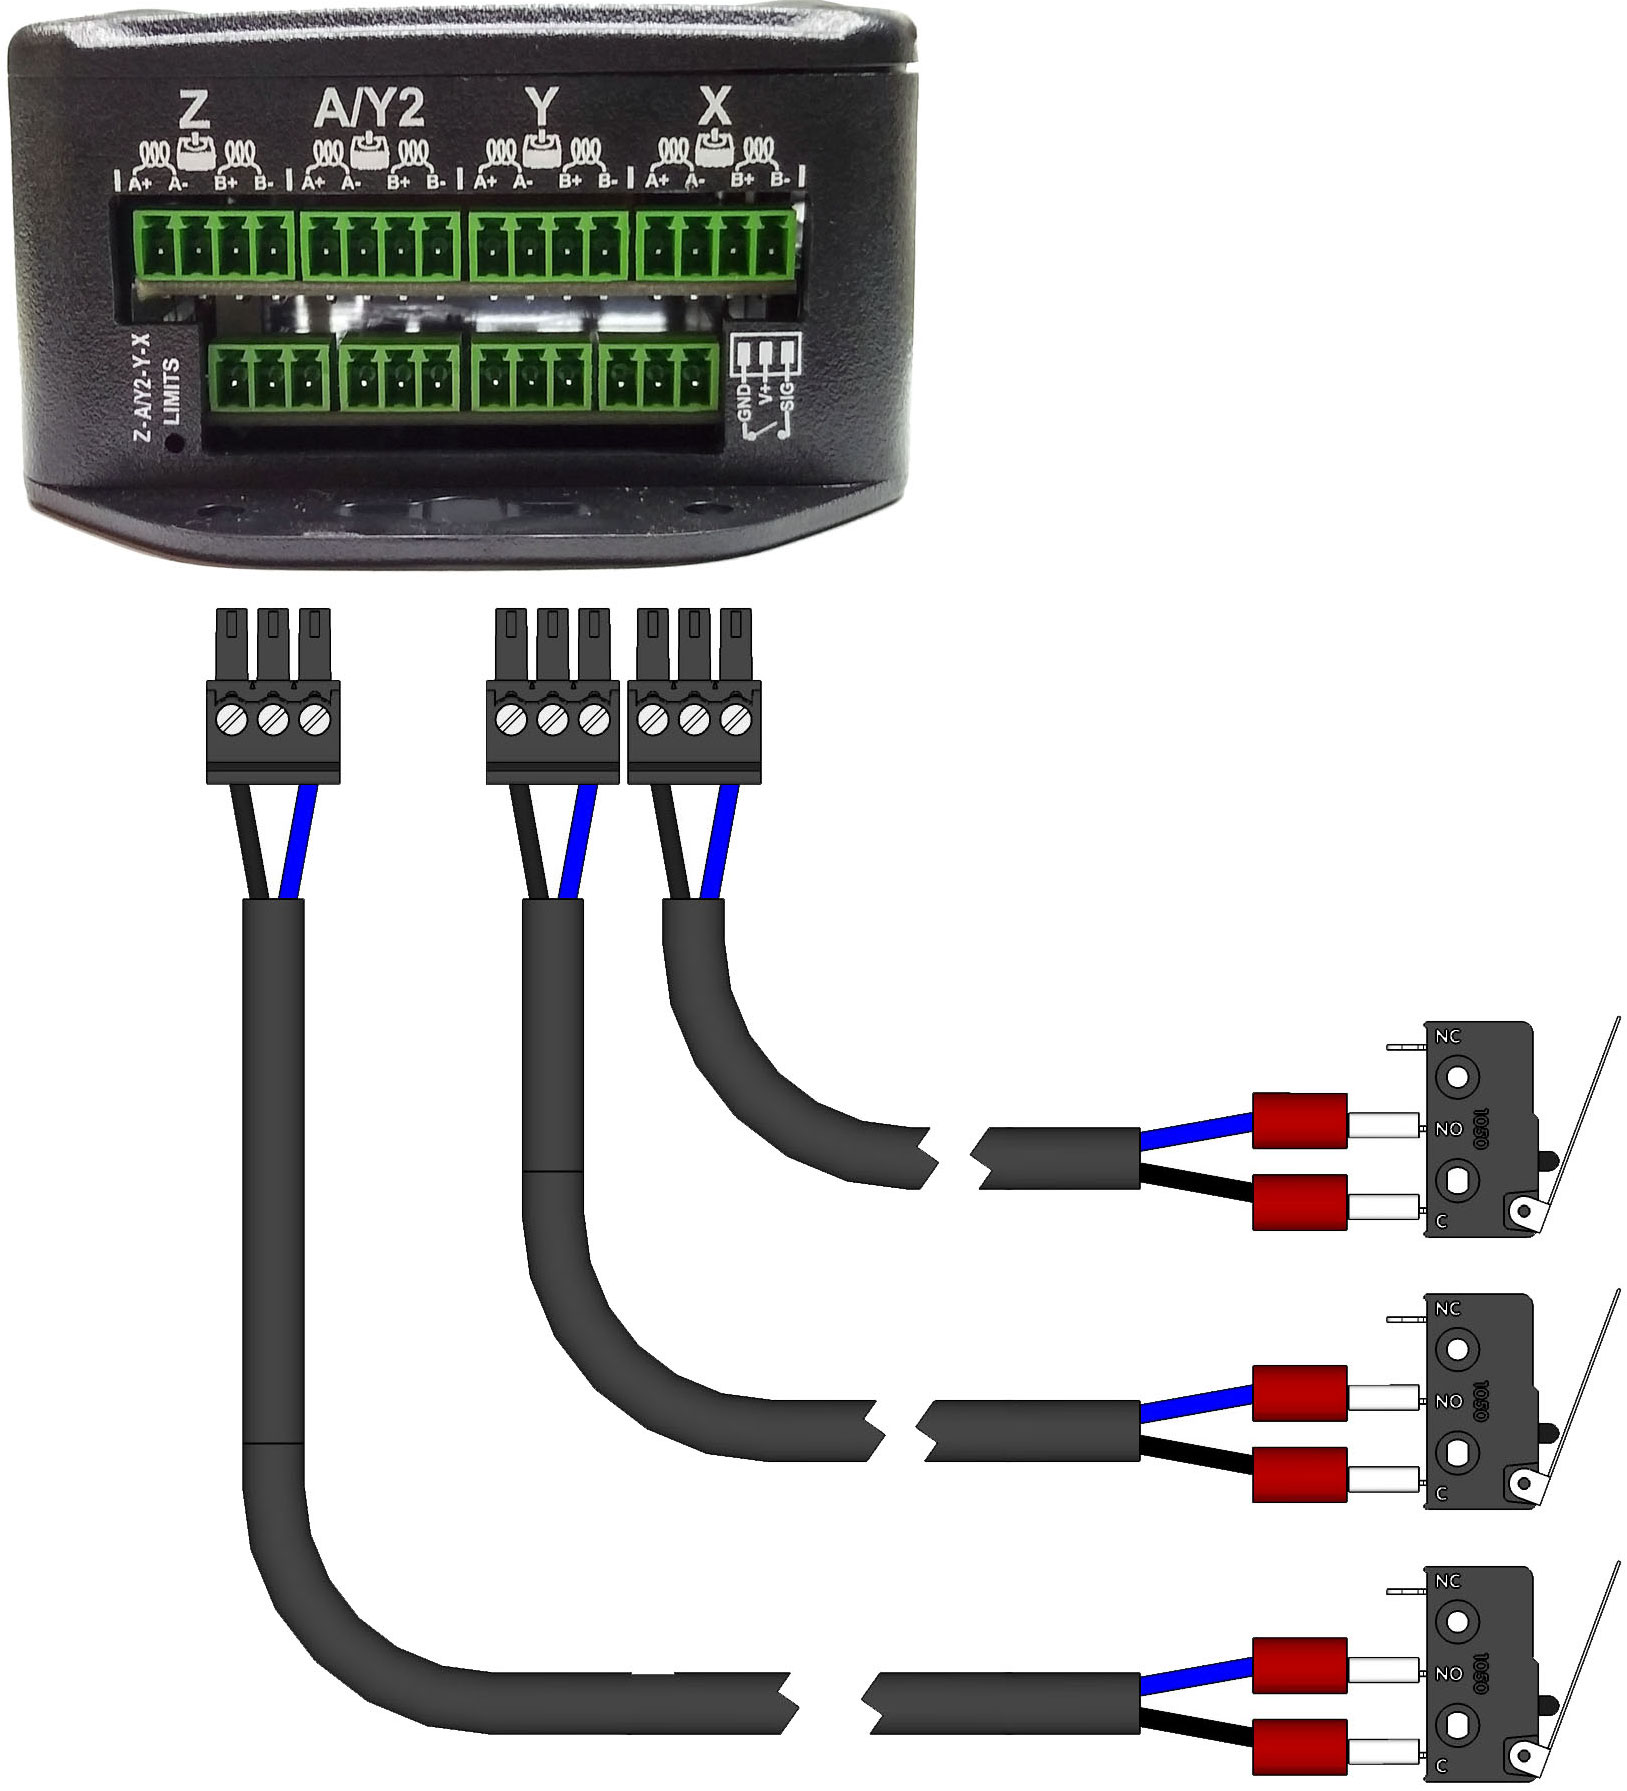 Z A/Y2 Y X
A+ A- B+ B- A+ A- B+ B- A+ A- B+ B- A+ A- B+ B-
Z-A/Y2-Y-X
LIMITS
GND
V+
SIG
NC
NO
1050
C
NC
NO
1050
C
NC
NO
1050
C